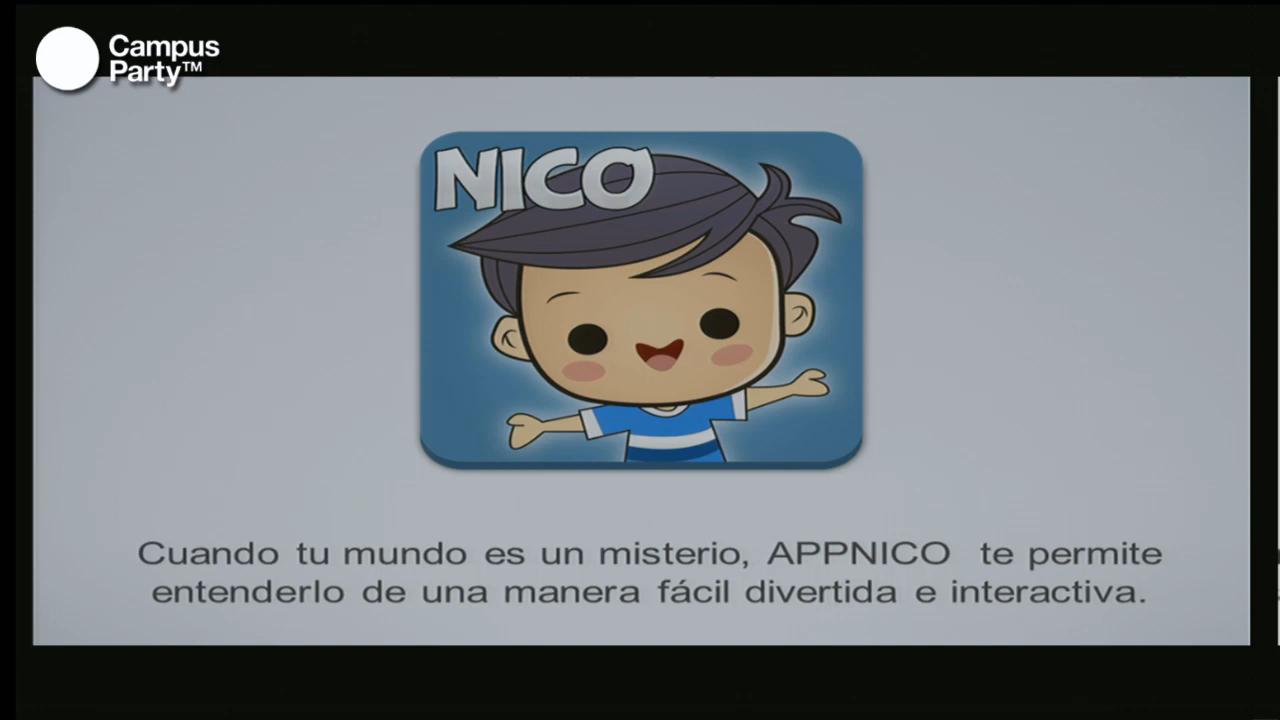 Campus
Party™
NICO
Cuando tu mundo es un misterio, APPNICO te permite
entenderlo de una manera fácil divertida e interactiva.